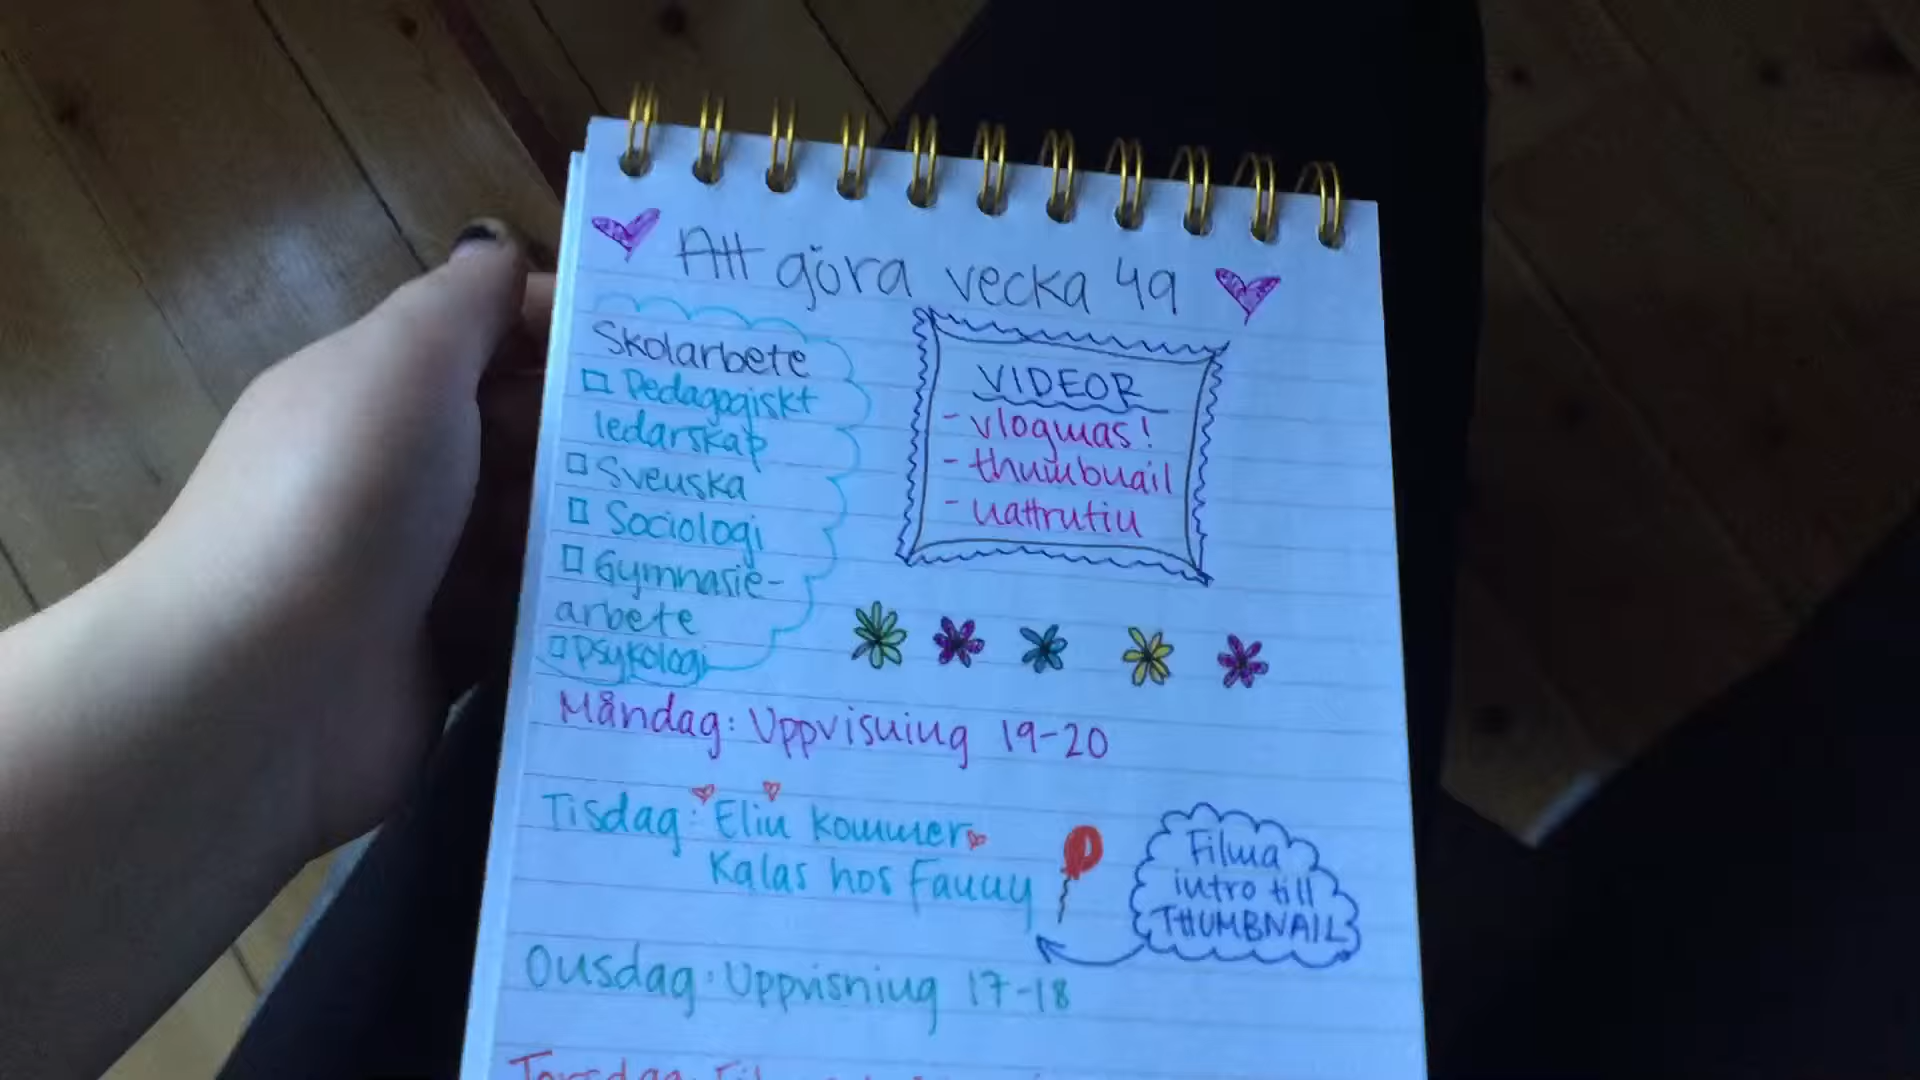 Att göra vecka 49
Skolarbete
Pedagogiskt
ledarskap
Svenska
Sociologi
Gymnasie-
arbete
psykologi
VIDEOR
- vlogmas!
- thumbnail
- nattrutin
Måndag: Uppvisning 19-20
Tisdag: Elin kommer
Kalas hos Fanny
Filma
intro till
THUMBNAIL
Onsdag: Uppvisning 17-18
Torsdag: